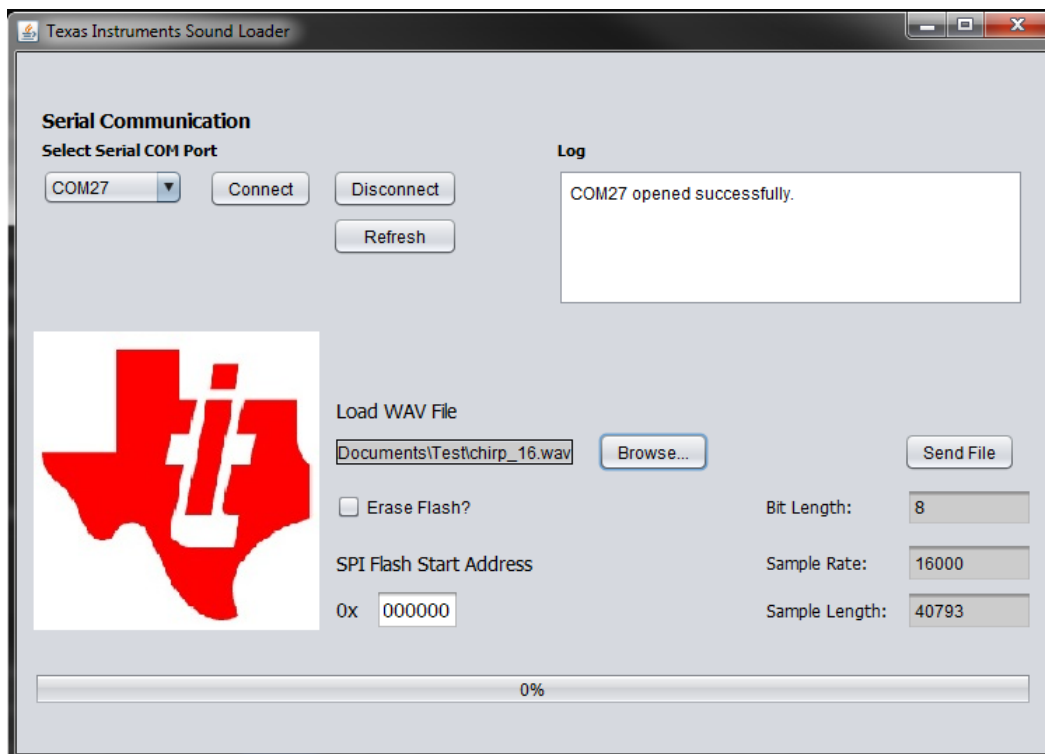 Texas Instruments Sound Loader
Serial Communication
Select Serial COM Port
Log
COM27
Connect
Disconnect
COM27 opened successfully.
Refresh
ti
Load WAV File
Documents\Test\chirp_16.wav
Browse...
Send File
Erase Flash?
Bit Length:
8
SPI Flash Start Address
Sample Rate:
16000
0x
000000
Sample Length:
40793
0%